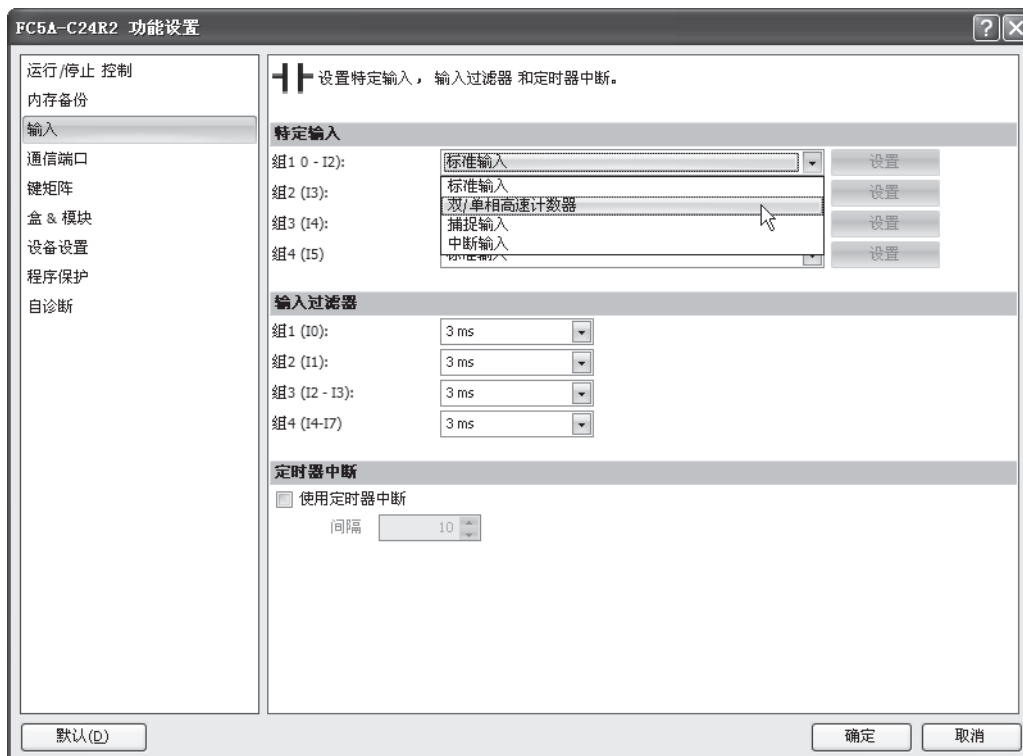 FC5A-C24R2 功能设置
运行/停止 控制
内存备份
输入
通信端口
键矩阵
盒 & 模块
设备设置
程序保护
自诊断
设置特定输入， 输入过滤器 和定时器中断。
特定输入
组1 0 - I2): 标准输入 设置
标准输入
组2 (I3): 设置
双/单相高速计数器
组3 (I4): 捕捉输入 设置
中断输入
组4 (I5) 标准输入 设置
输入过滤器
组1 (I0): 3 ms
组2 (I1): 3 ms
组3 (I2 - I3): 3 ms
组4 (I4-I7) 3 ms
定时器中断
使用定时器中断
间隔 10
默认(D) 确定 取消